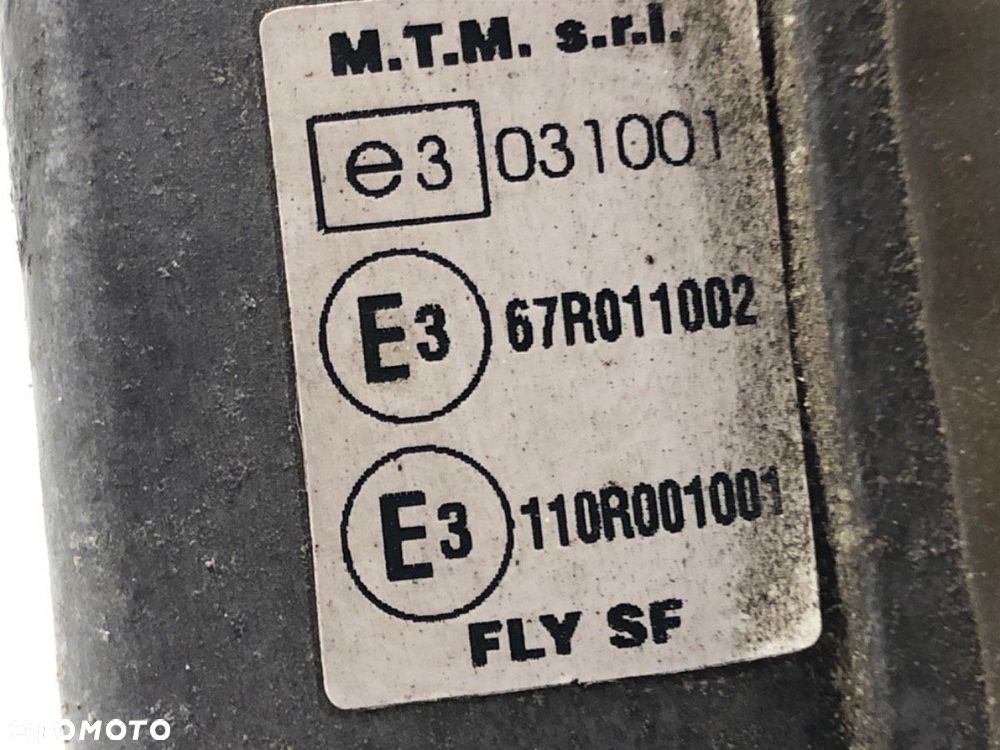 M.T.M. s.r.l.
e3 031001
E3 67R011002
E3 110R001001
FLY SF
OTOMOTO